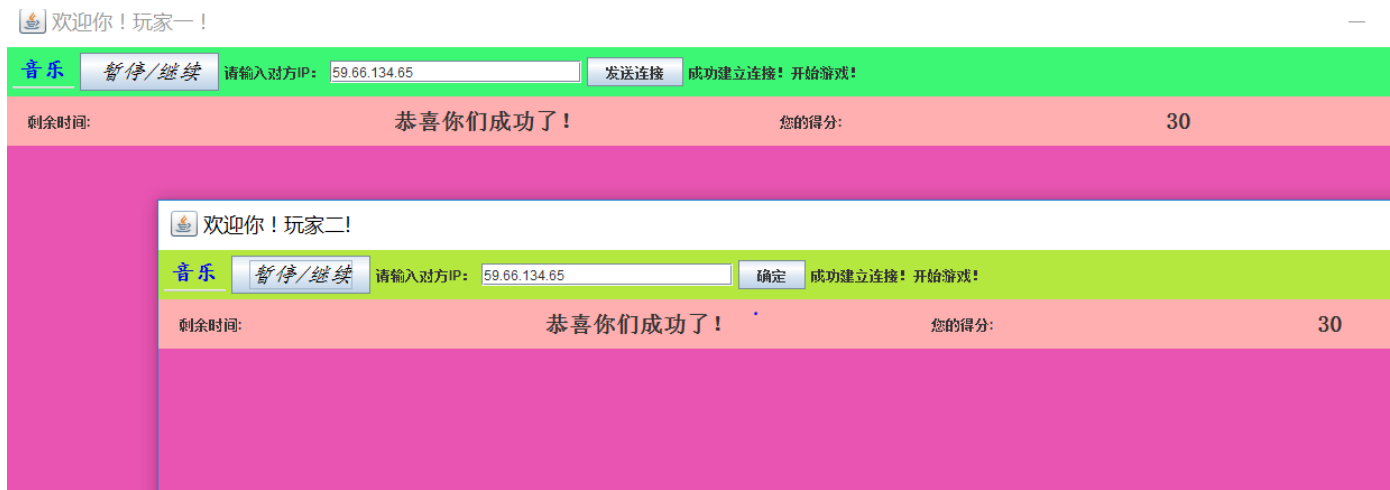 欢迎你！玩家一！
音乐 暂停/继续 请输入对方IP： 59.66.134.65 发送连接 成功建立连接！开始游戏！
剩余时间: 恭喜你们成功了！ 您的得分: 30
欢迎你！玩家二!
音乐 暂停/继续 请输入对方IP： 59.66.134.65 确定 成功建立连接！开始游戏！
剩余时间: 恭喜你们成功了！ 您的得分: 30